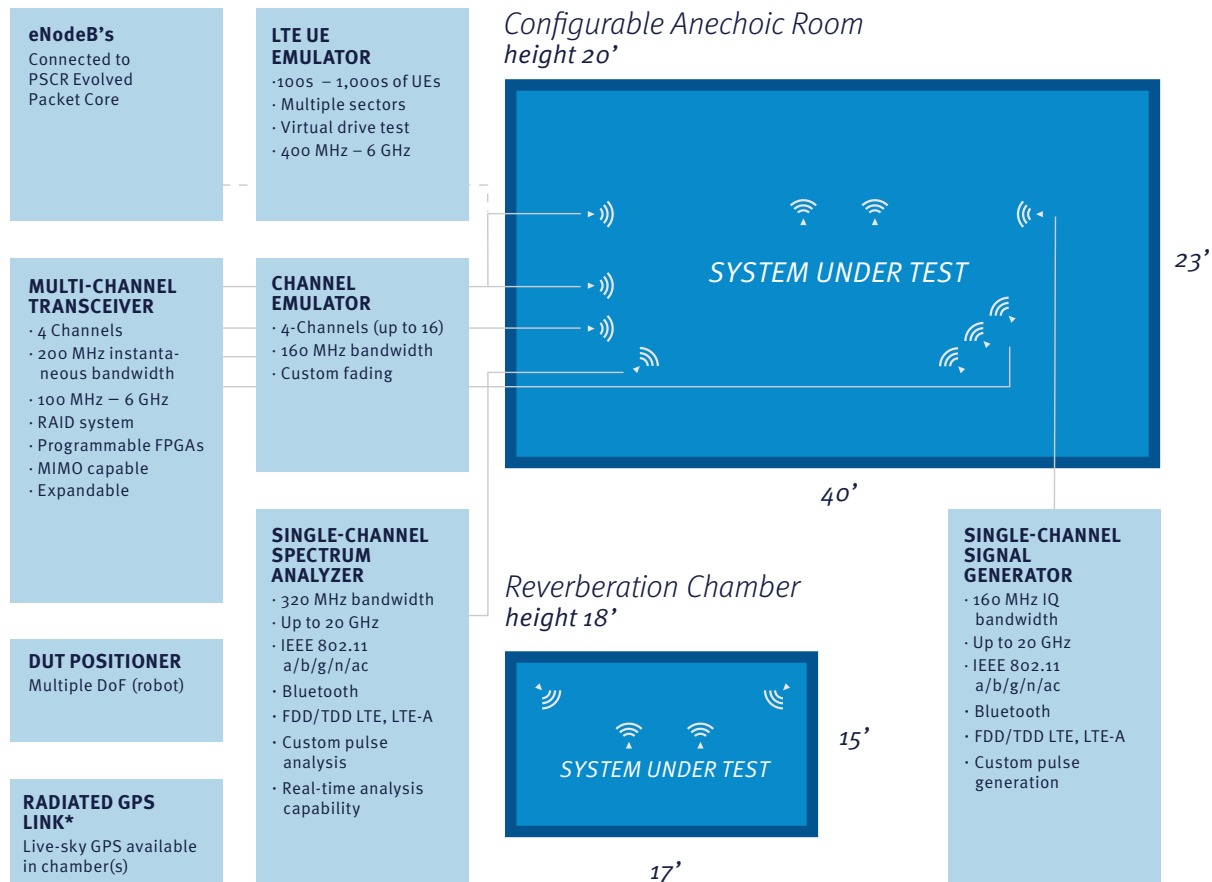 eNodeB’s
Connected to
PSCR Evolved
Packet Core
LTE UE
EMULATOR
·100s – 1,000s of UEs
· Multiple sectors
· Virtual drive test
· 400 MHz – 6 GHz
Configurable Anechoic Room
height 20’
SYSTEM UNDER TEST
23’
40’
MULTI-CHANNEL
TRANSCEIVER
· 4 Channels
· 200 MHz instanta-
neous bandwidth
· 100 MHz – 6 GHz
· RAID system
· Programmable FPGAs
· MIMO capable
· Expandable
CHANNEL
EMULATOR
· 4-Channels (up to 16)
· 160 MHz bandwidth
· Custom fading
DUT POSITIONER
Multiple DoF (robot)
RADIATED GPS
LINK*
Live-sky GPS available
in chamber(s)
SINGLE-CHANNEL
SPECTRUM
ANALYZER
· 320 MHz bandwidth
· Up to 20 GHz
· IEEE 802.11
a/b/g/n/ac
· Bluetooth
· FDD/TDD LTE, LTE-A
· Custom pulse
analysis
· Real-time analysis
capability
Reverberation Chamber
height 18’
SYSTEM UNDER TEST
15’
17’
SINGLE-CHANNEL
SIGNAL
GENERATOR
· 160 MHz IQ
bandwidth
· Up to 20 GHz
· IEEE 802.11
a/b/g/n/ac
· Bluetooth
· FDD/TDD LTE, LTE-A
· Custom pulse
generation